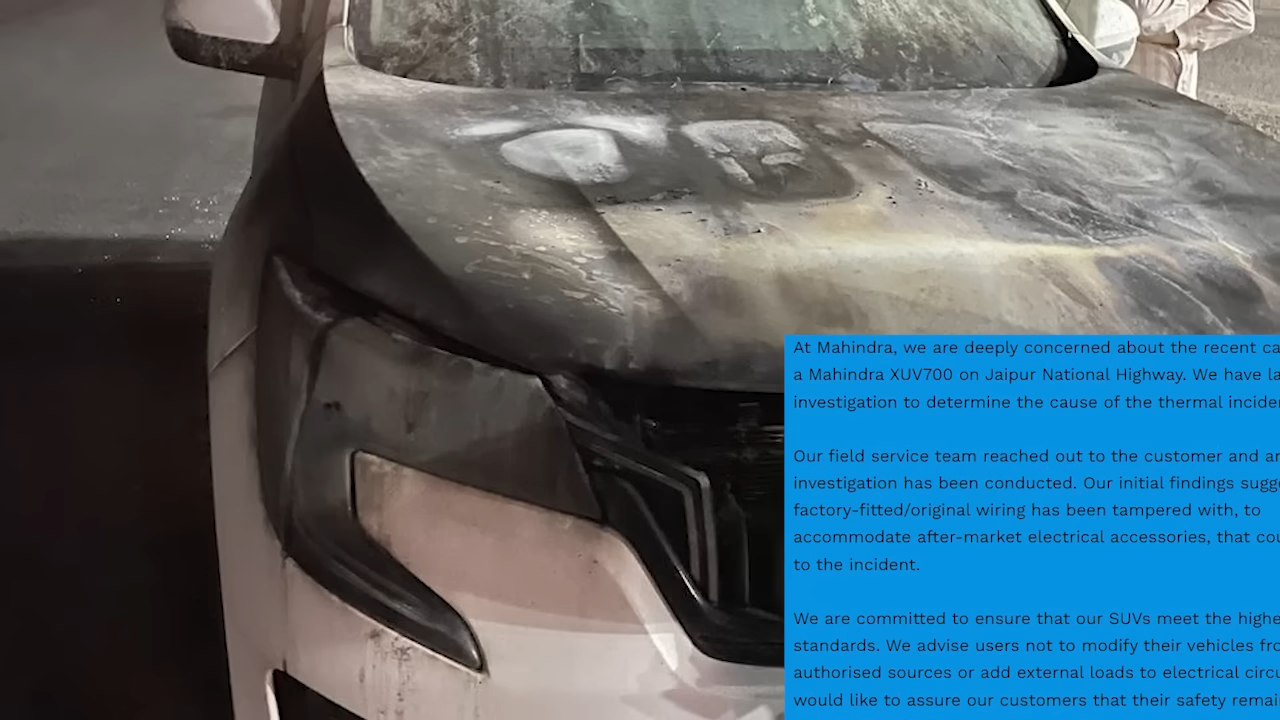 At Mahindra, we are deeply concerned about the recent
a Mahindra XUV700 on Jaipur National Highway. We have
investigation to determine the cause of the thermal
Our field service team reached out to the customer and
investigation has been conducted. Our initial findings
factory-fitted/original wiring has been tampered with, to
accommodate after-market electrical accessories, that
to the incident.
We are committed to ensure that our SUVs meet the
standards. We advise users not to modify their vehicles
authorised sources or add external loads to electrical
would like to assure our customers that their safety